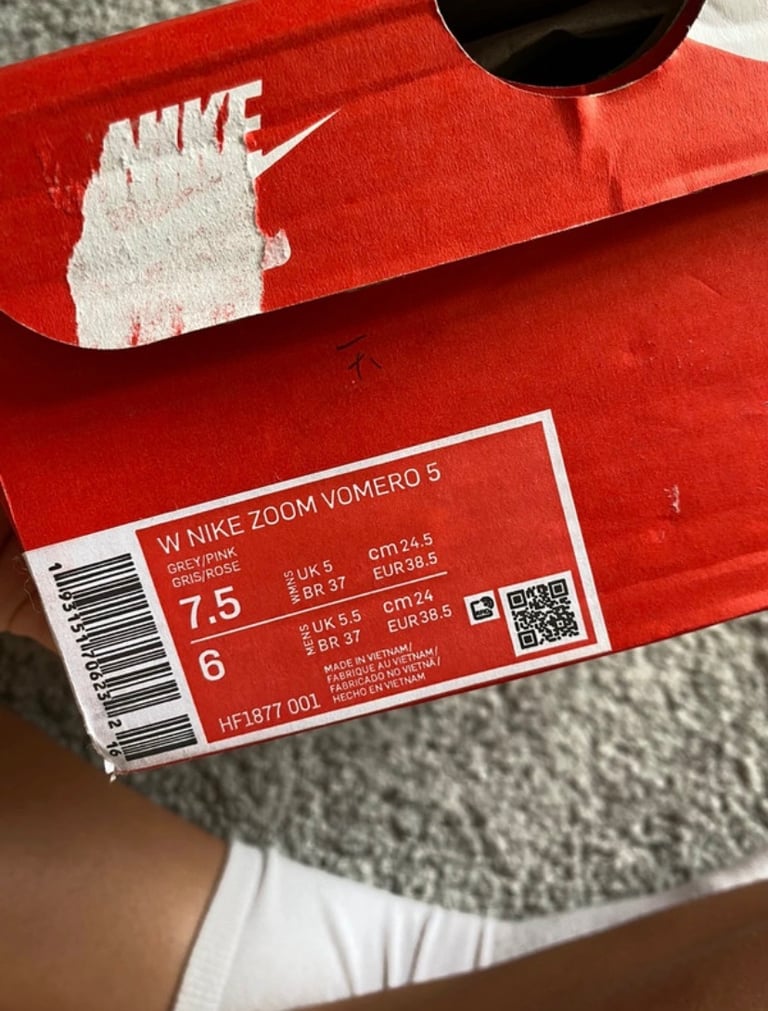 NIKE
W NIKE ZOOM VOMERO 5
GREY/PINK
GRIS/ROSE
7.5
WMNS
UK 5
BR 37
cm 24.5
EUR 38.5
6
MENS
UK 5.5
BR 37
cm 24
EUR 38.5
HF1877 001
MADE IN VIETNAM/
FABRIQUE AU VIETNAM/
FABRICADO NO VIETNÃ/
HECHO EN VIETNAM